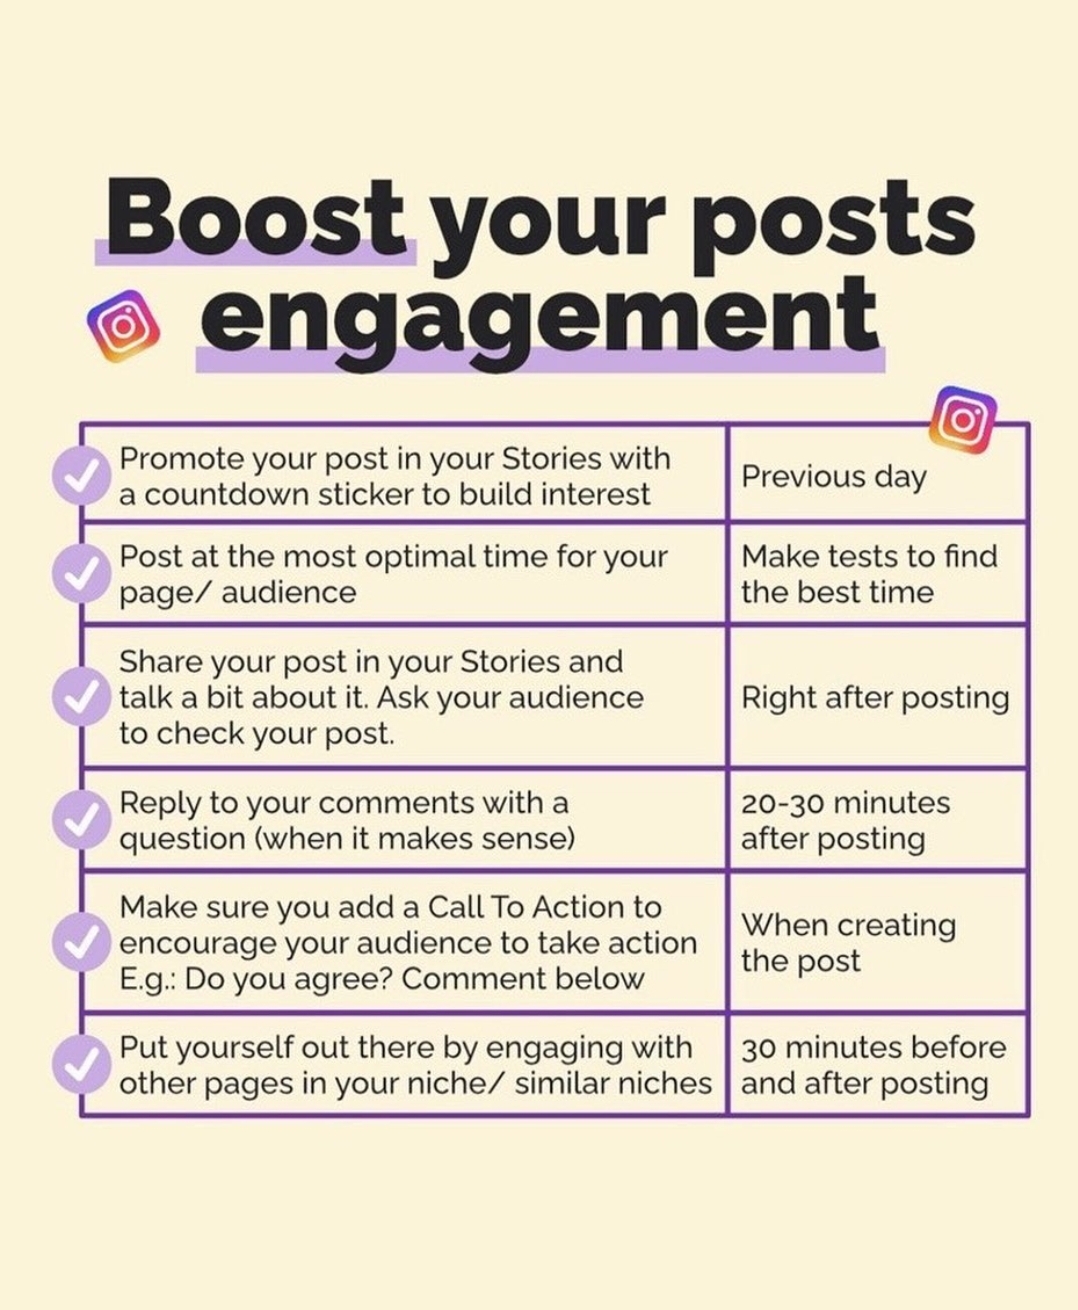 Boost your posts
engagement
Promote your post in your Stories with
a countdown sticker to build interest
Previous day
Post at the most optimal time for your
page/ audience
Make tests to find
the best time
Share your post in your Stories and
talk a bit about it. Ask your audience
to check your post.
Right after posting
Reply to your comments with a
question (when it makes sense)
20-30 minutes
after posting
Make sure you add a Call To Action to
encourage your audience to take action
E.g.: Do you agree? Comment below
When creating
the post
Put yourself out there by engaging with
other pages in your niche/ similar niches
30 minutes before
and after posting